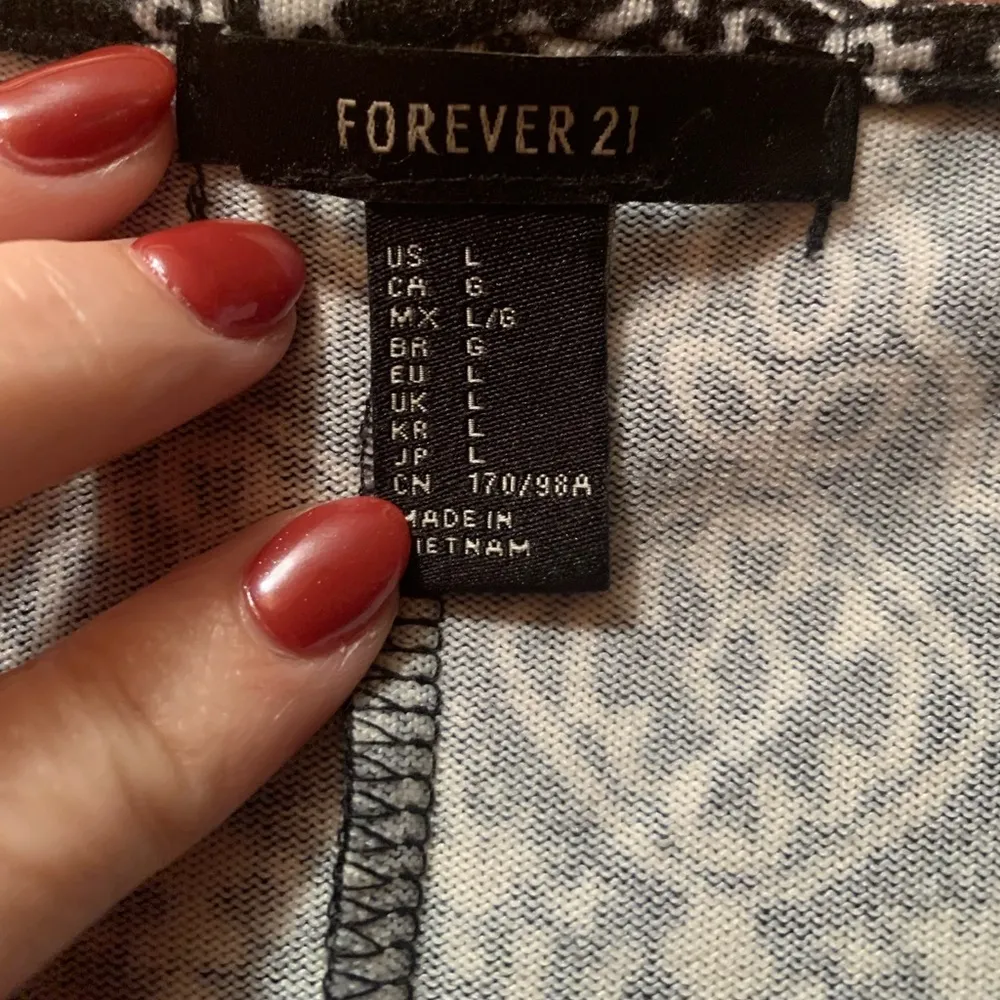 FOREVER 21
US L
CA G
MX L/G
BR G
EU L
UK L
KR L
JP L
CN 170/98A
MADE IN
VIETNAM